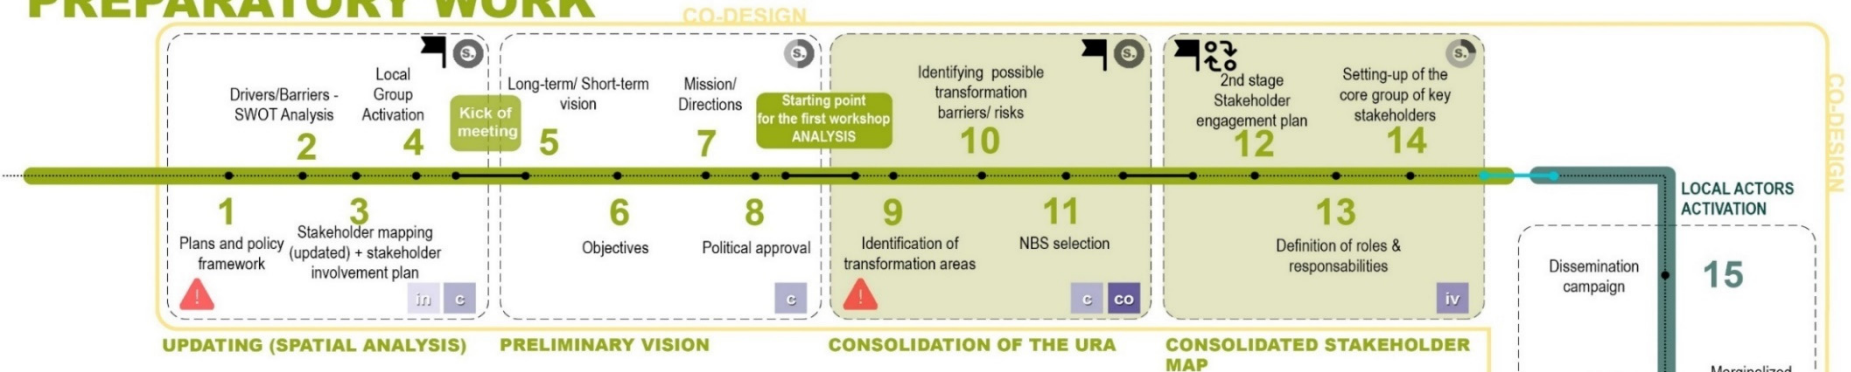 PREPARATORY WORK
CO-DESIGN
Drivers/Barriers -
SWOT Analysis
2
Local
Group
Activation
4
s.
Kick of
meeting
1
Plans and policy
framework
3
Stakeholder mapping
(updated) + stakeholder
involvement plan
!
in
c
UPDATING (SPATIAL ANALYSIS)
Long-term/ Short-term
vision
5
Mission/
Directions
7
s.
Starting point
for the first workshop
ANALYSIS
6
Objectives
8
Political approval
c
PRELIMINARY VISION
Identifying possible
transformation
barriers/ risks
10
s.
9
Identification of
transformation areas
11
NBS selection
!
c
co
CONSOLIDATION OF THE URA
2nd stage
Stakeholder
engagement plan
12
Setting-up of the
core group of key
stakeholders
14
s.
13
Definition of roles &
responsabilities
iv
CONSOLIDATED STAKEHOLDER
MAP
CO-DESIGN
LOCAL ACTORS
ACTIVATION
Dissemination
campaign
15
Marginalized